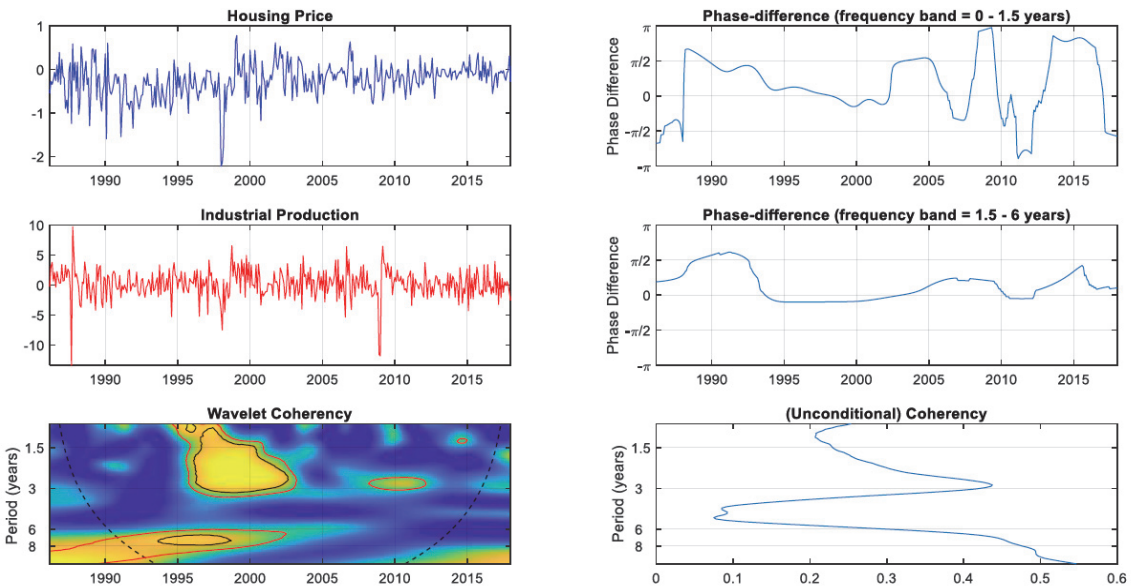 Housing Price
1
0
-1
-2
1990 1995 2000 2005 2010 2015
Phase-difference (frequency band = 0 - 1.5 years)
Phase Difference
π
π/2
0
-π/2
-π
1990 1995 2000 2005 2010 2015
Industrial Production
10
5
0
-5
-10
1990 1995 2000 2005 2010 2015
Phase-difference (frequency band = 1.5 - 6 years)
Phase Difference
π
π/2
0
-π/2
-π
1990 1995 2000 2005 2010 2015
Wavelet Coherency
Period (years)
1.5
3
6
8
1990 1995 2000 2005 2010 2015
(Unconditional) Coherency
Period (years)
1.5
3
6
8
0 0.1 0.2 0.3 0.4 0.5 0.6